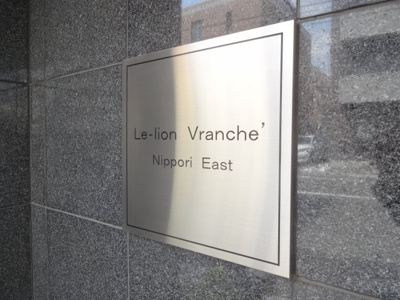 Le-lion Vranche'
Nippori East